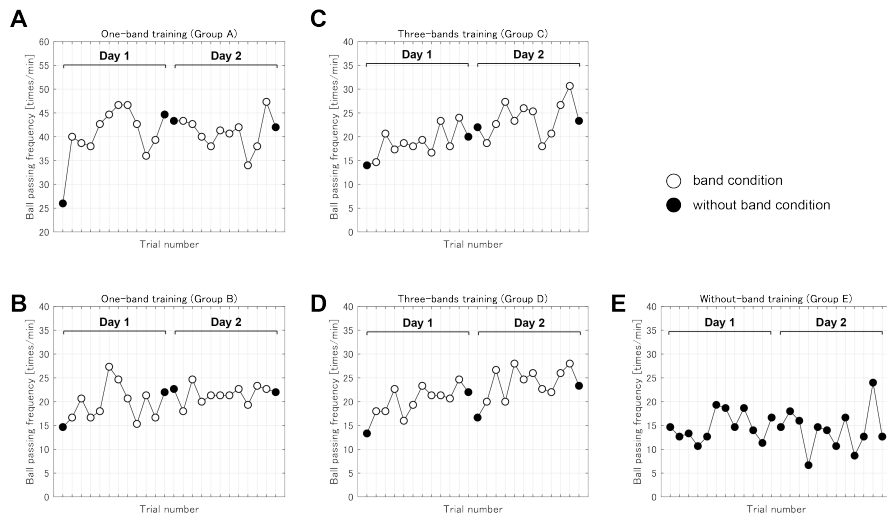 A
One-band training (Group A)
Ball passing frequency [times/min]
60
55
50
45
40
35
30
25
20
Day 1
Day 2
Trial number
C
Three-bands training (Group C)
Ball passing frequency [times/min]
40
35
30
25
20
15
10
5
0
Day 1
Day 2
Trial number
band condition
without band condition
B
One-band training (Group B)
Ball passing frequency [times/min]
40
35
30
25
20
15
10
5
0
Day 1
Day 2
Trial number
D
Three-bands training (Group D)
Ball passing frequency [times/min]
40
35
30
25
20
15
10
5
0
Day 1
Day 2
Trial number
E
Without-band training (Group E)
Ball passing frequency [times/min]
40
35
30
25
20
15
10
5
0
Day 1
Day 2
Trial number